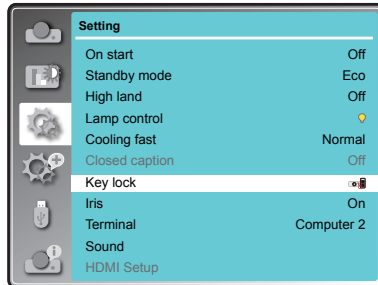 Setting
On start Off
Standby mode Eco
High land Off
Lamp control
Cooling fast Normal
Closed caption Off
Key lock
Iris On
Terminal Computer 2
Sound
HDMI Setup